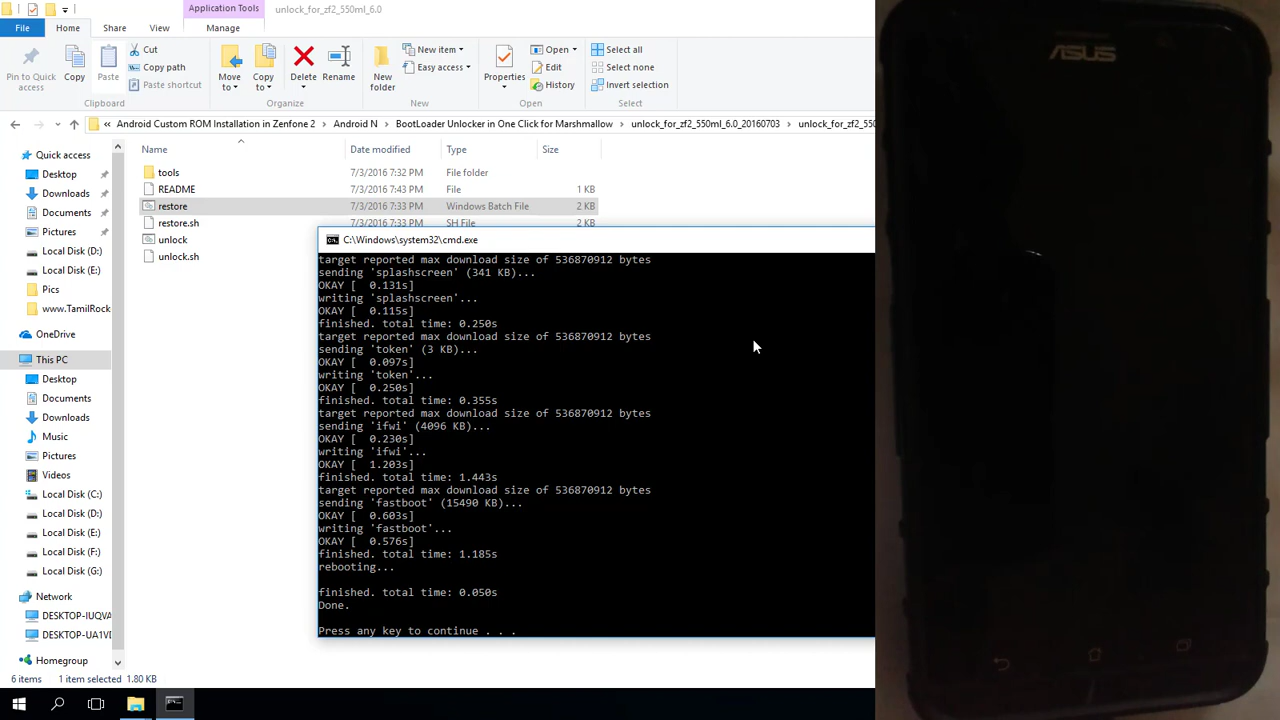 Application Tools
unlock_for_zf2_550ml_6.0
File
Home
Share
View
Manage
Pin to Quick access
Copy
Paste
Cut
Copy path
Paste shortcut
Clipboard
Move to
Copy to
Delete
Rename
Organize
New folder
New item
Easy access
New
Properties
Open
Edit
History
Open
Select all
Select none
Invert selection
Select
« Android Custom ROM Installation in Zenfone 2 > Android N > BootLoader Unlocker in One Click for Marshmallow > unlock_for_zf2_550ml_6.0_20160703 > unlock_for_zf2_55
Name Date modified Type Size
tools 7/3/2016 7:32 PM File folder
README 7/3/2016 7:43 PM File 1 KB
restore 7/3/2016 7:33 PM Windows Batch File 2 KB
restore.sh 7/3/2016 7:33 PM SH File 2 KB
unlock
unlock.sh
Quick access
Desktop
Downloads
Documents
Pictures
Local Disk (D:)
Local Disk (E:)
Pics
www.TamilRock
OneDrive
This PC
Desktop
Documents
Downloads
Music
Pictures
Videos
Local Disk (C:)
Local Disk (D:)
Local Disk (E:)
Local Disk (F:)
Local Disk (G:)
Network
DESKTOP-IUQVA
DESKTOP-UA1VD
Homegroup
6 items 1 item selected 1.80 KB
C:\Windows\system32\cmd.exe
target reported max download size of 536870912 bytes
sending 'splashscreen' (341 KB)...
OKAY [  0.131s]
writing 'splashscreen'...
OKAY [  0.115s]
finished. total time: 0.250s
target reported max download size of 536870912 bytes
sending 'token' (3 KB)...
OKAY [  0.097s]
writing 'token'...
OKAY [  0.250s]
finished. total time: 0.355s
target reported max download size of 536870912 bytes
sending 'ifwi' (4096 KB)...
OKAY [  0.230s]
writing 'ifwi'...
OKAY [  1.203s]
finished. total time: 1.443s
target reported max download size of 536870912 bytes
sending 'fastboot' (15490 KB)...
OKAY [  0.603s]
writing 'fastboot'...
OKAY [  0.576s]
finished. total time: 1.185s
rebooting...
finished. total time: 0.050s
Done.
Press any key to continue . . .
ASUS